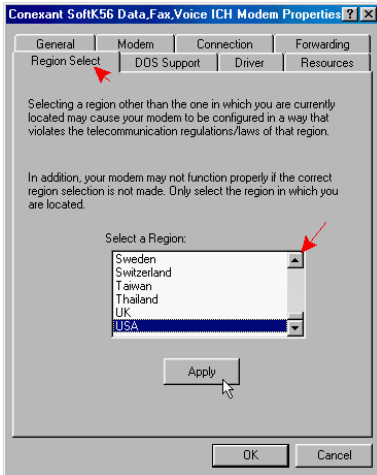 Conexant SoftK56 Data,Fax,Voice ICH Modem Properties
General Modem Connection Forwarding
Region Select DOS Support Driver Resources
Selecting a region other than the one in which you are currently
located may cause your modem to be configured in a way that
violates the telecommunication regulations/laws of that region.
In addition, your modem may not function properly if the correct
region selection is not made. Only select the region in which you
are located.
Select a Region:
Sweden
Switzerland
Taiwan
Thailand
UK
USA
Apply
OK Cancel